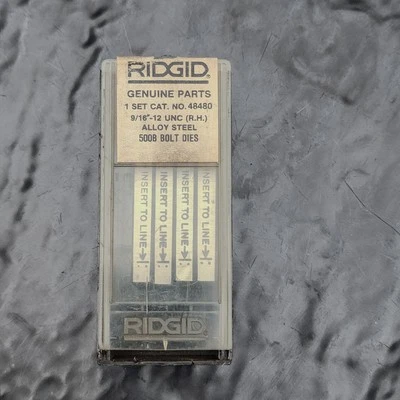 RIDGID®
GENUINE PARTS
1 SET CAT. NO. 48480
9/16"-12 UNC (R.H.)
ALLOY STEEL
500B BOLT DIES
INSERT TO LINE
INSERT TO LINE
INSERT TO LINE
INSERT TO LINE
RIDGID